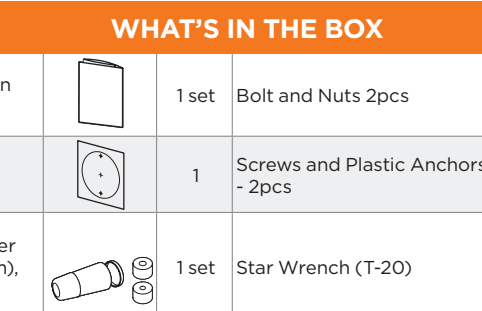 WHAT'S IN THE BOX
n
1 set
Bolt and Nuts 2pcs
1
Screws and Plastic Anchors
- 2pcs
er
n),
1 set
Star Wrench (T-20)